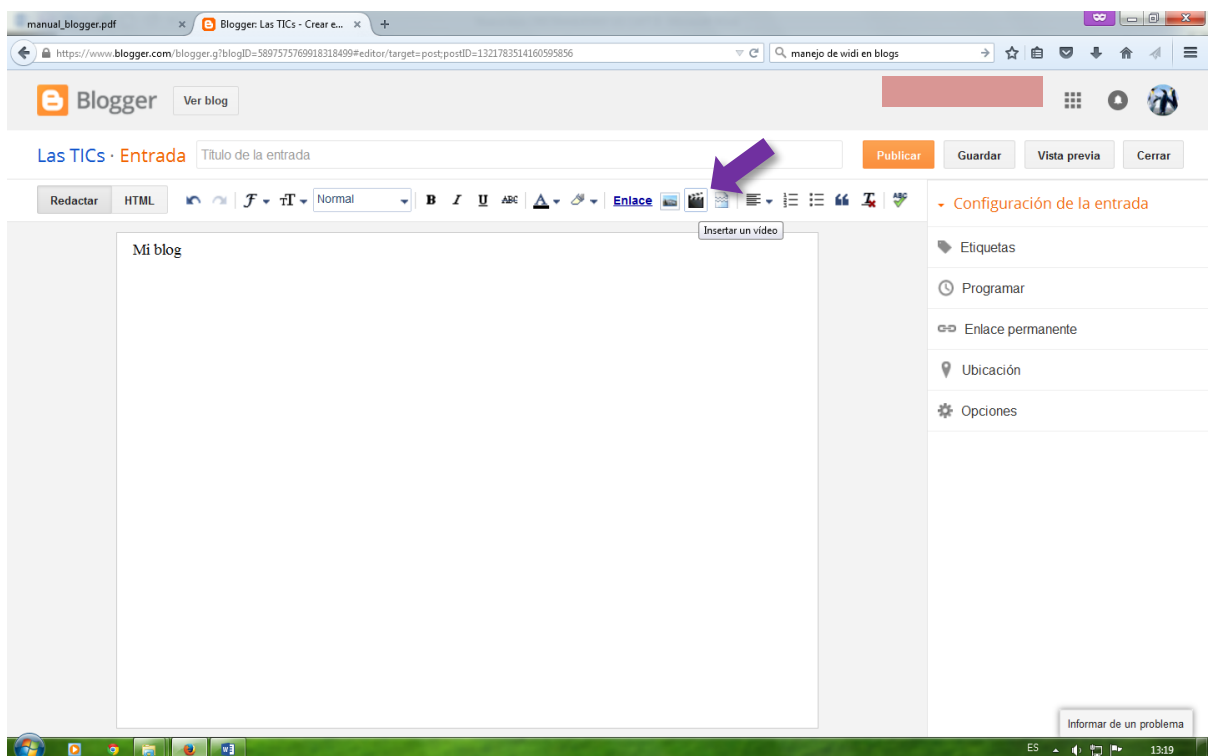 manual_blogger.pdf × Blogger: Las TICs - Crear e... × +
https://www.blogger.com/blogger.g?blogID=5897575769918318499#editor/target=post;postID=1321783514160595856 manejo de widi en blogs
Blogger Ver blog
Las TICs · Entrada Título de la entrada Publicar Guardar Vista previa Cerrar
Redactar HTML F TT Normal B I U ABC A Enlace ABC
Configuración de la entrada
Insertar un vídeo
Mi blog
Etiquetas
Programar
Enlace permanente
Ubicación
Opciones
Informar de un problema
ES 13:19